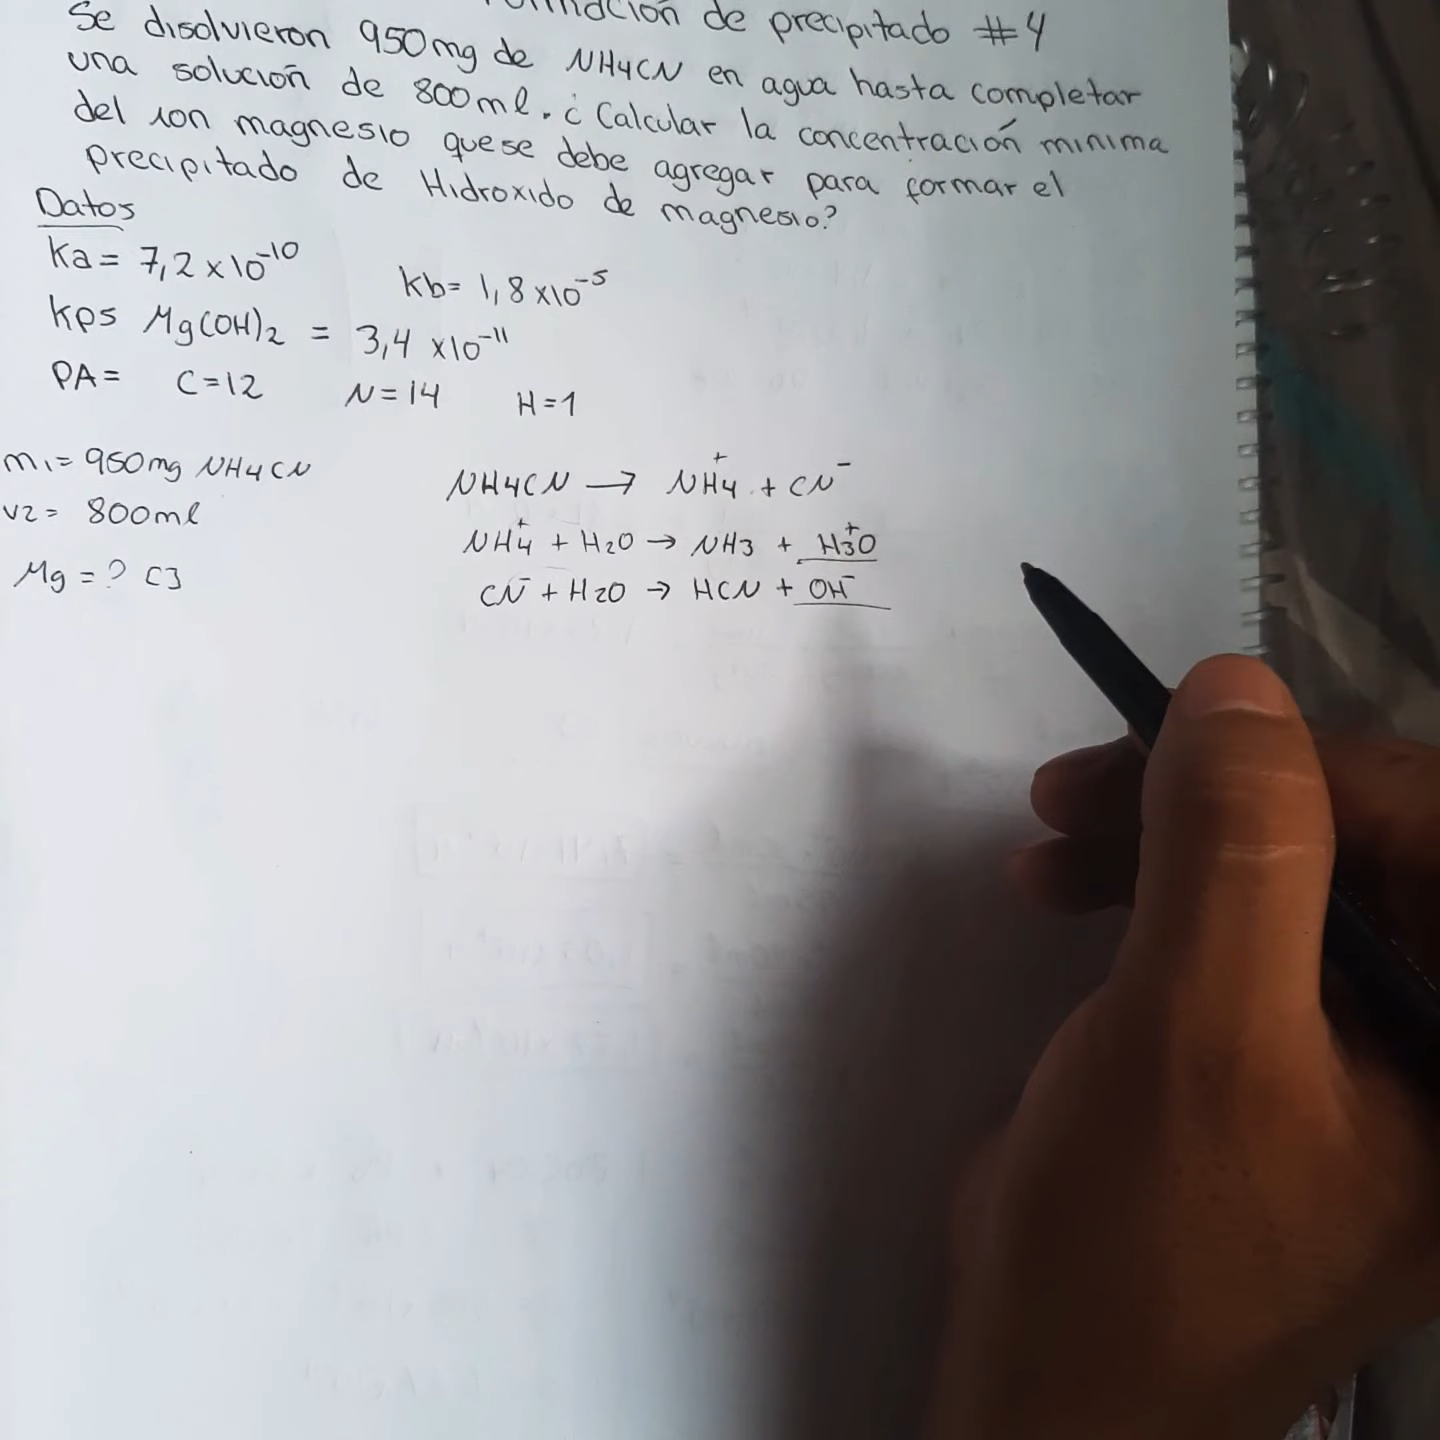 Formación de precipitado #4
Se disolvieron 950mg de NH4CN en agua hasta completar
una solución de 800ml. ¿Calcular la concentración minima
del ion magnesio que se debe agregar para formar el
precipitado de Hidroxido de magnesio?
Datos
Ka = 7,2 x10^-10 Kb= 1,8 x10^-5
Kps Mg(OH)2 = 3,4 x10^-11
PA= C=12 N=14 H=1
m1= 950mg NH4CN NH4CN → NH4+ + CN-
V2= 800ml NH4+ + H2O → NH3 + H3O+
Mg = ? [] CN- + H2O → HCN + OH-